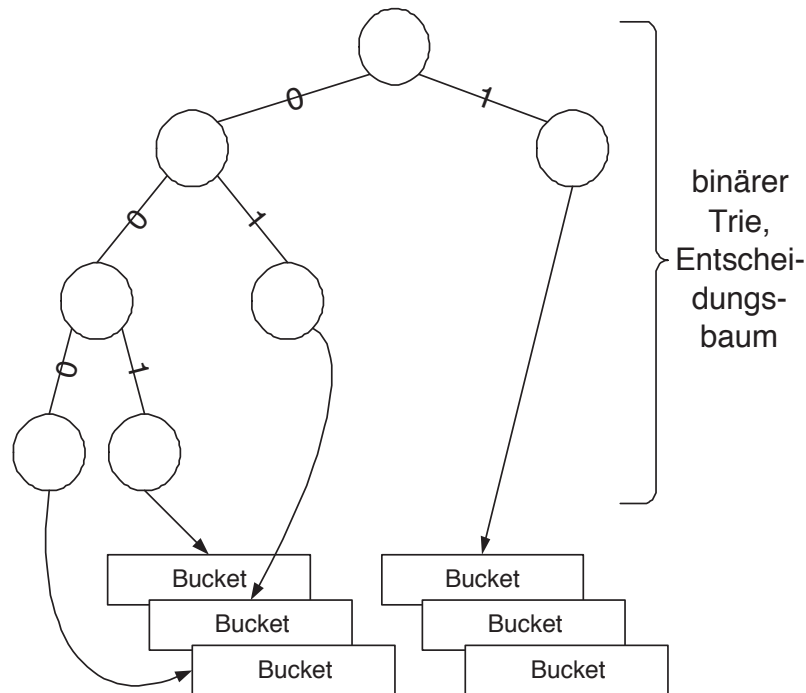 0
1
0
1
binärer
Trie,
Entschei-
dungs-
baum
0
1
Bucket
Bucket
Bucket
Bucket
Bucket
Bucket